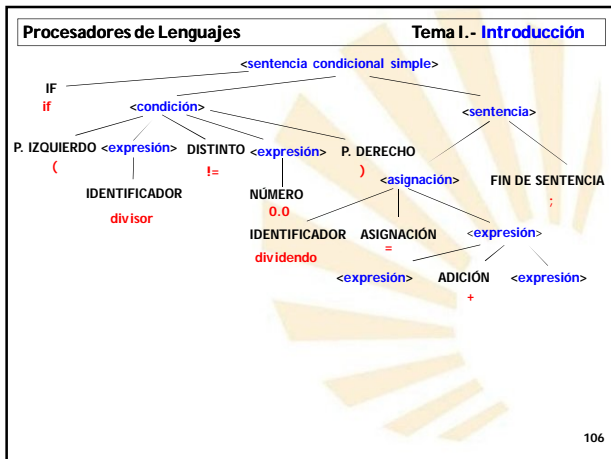 Procesadores de Lenguajes Tema I.- Introducción
<sentencia condicional simple>
IF
if
<condición> <sentencia>
P. IZQUIERDO <expresión> DISTINTO <expresión> P. DERECHO
( != )
IDENTIFICADOR NÚMERO <asignación> FIN DE SENTENCIA
divisor 0.0 ;
IDENTIFICADOR ASIGNACIÓN <expresión>
dividendo =
<expresión> ADICIÓN <expresión>
+
106